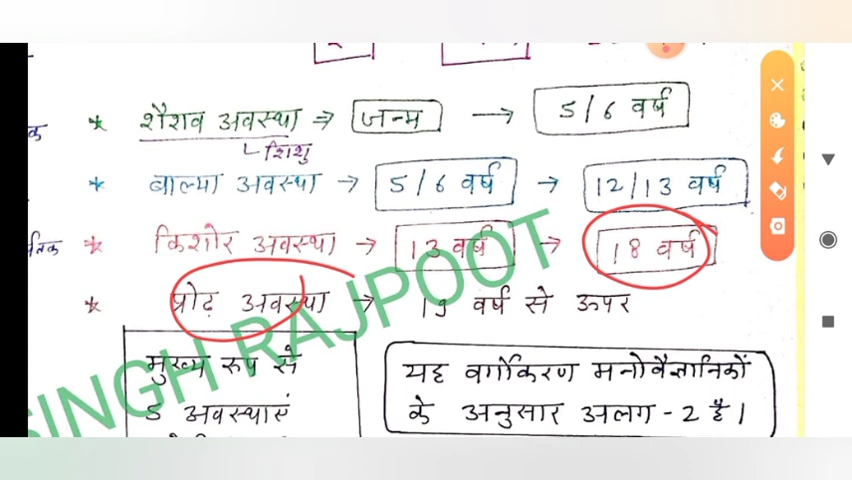 * शैशव अवस्था ⇒ जन्म → 5/6 वर्ष
शिशु
* बाल्या अवस्था → 5/6 वर्ष → 12/13 वर्ष
* किशोर अवस्था → 13 वर्ष → 18 वर्ष
* प्रोढ़ अवस्था → 19 वर्ष से ऊपर
मुख्य रूप से
5 अवस्थाएं
यह वर्गीकरण मनोवैज्ञानिकों
के अनुसार अलग-2 है।
SINGH RAJPOOT